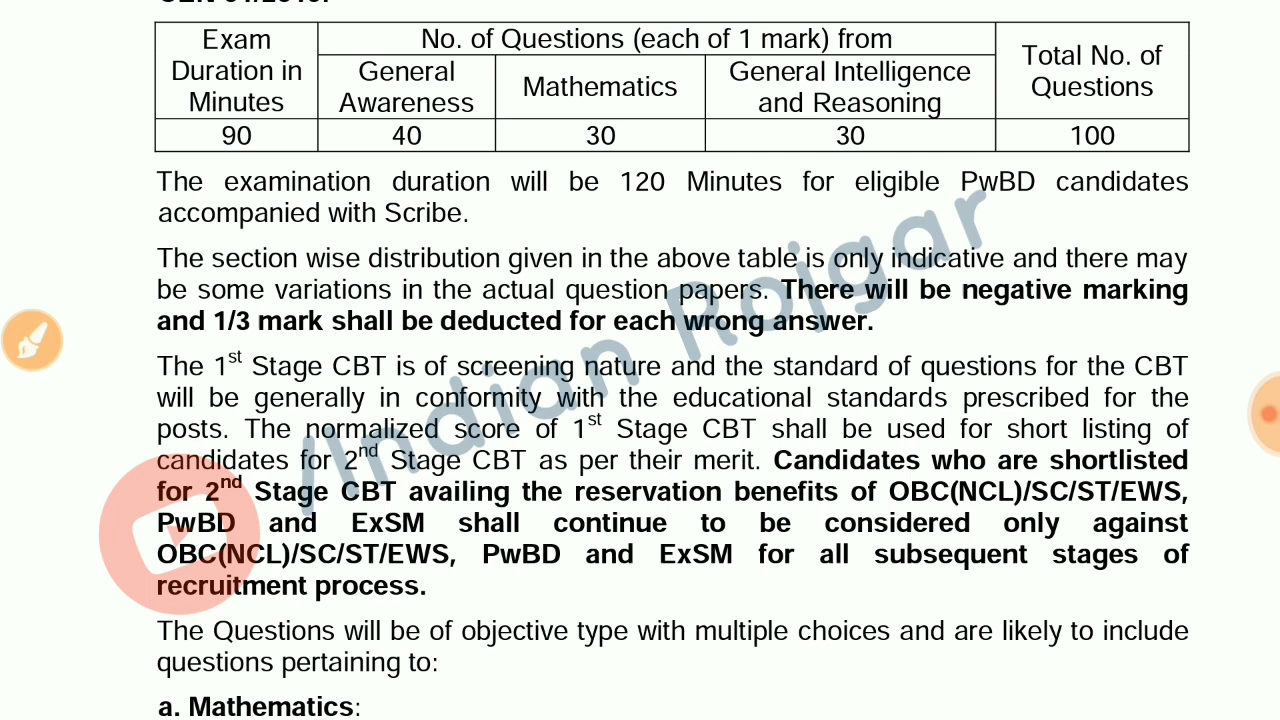 Exam Duration in Minutes
No. of Questions (each of 1 mark) from
Total No. of Questions
General Awareness
Mathematics
General Intelligence and Reasoning
90 40 30 30 100
The examination duration will be 120 Minutes for eligible PwBD candidates
accompanied with Scribe.
The section wise distribution given in the above table is only indicative and there may
be some variations in the actual question papers. There will be negative marking
and 1/3 mark shall be deducted for each wrong answer.
The 1st Stage CBT is of screening nature and the standard of questions for the CBT
will be generally in conformity with the educational standards prescribed for the
posts. The normalized score of 1st Stage CBT shall be used for short listing of
candidates for 2nd Stage CBT as per their merit. Candidates who are shortlisted
for 2nd Stage CBT availing the reservation benefits of OBC(NCL)/SC/ST/EWS,
PwBD and ExSM shall continue to be considered only against
OBC(NCL)/SC/ST/EWS, PwBD and ExSM for all subsequent stages of
recruitment process.
The Questions will be of objective type with multiple choices and are likely to include
questions pertaining to:
a. Mathematics:
/Indian Rojgar